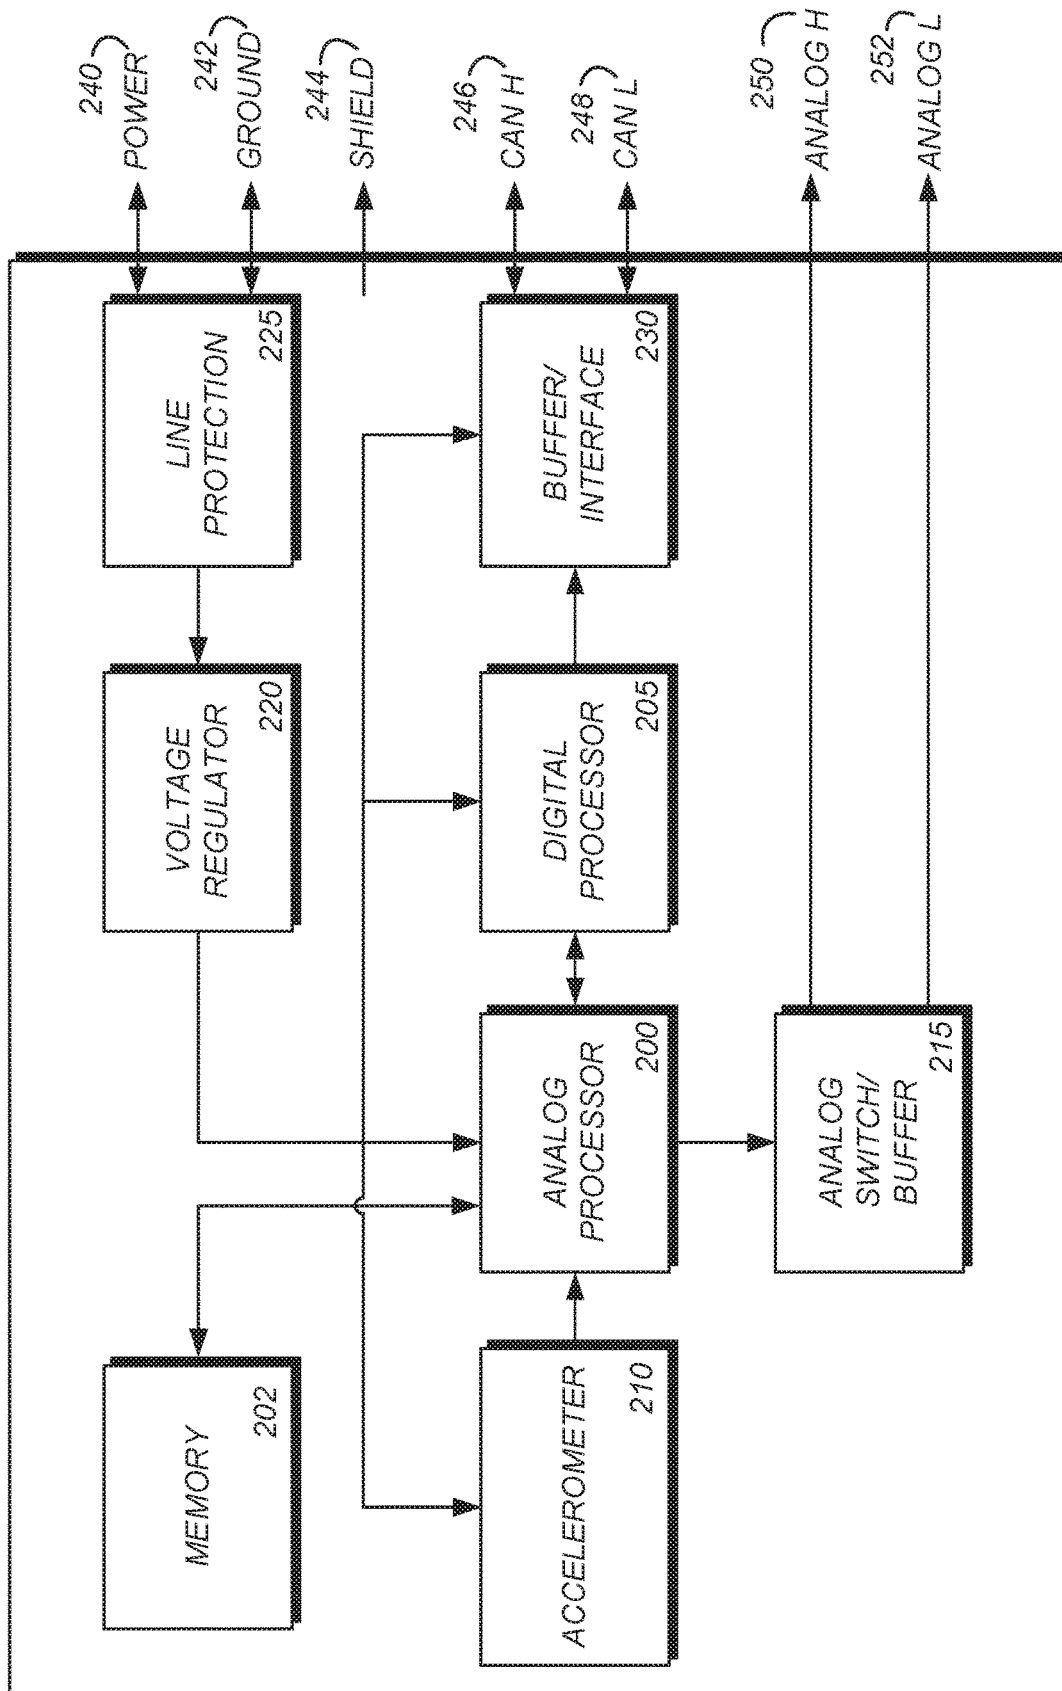 MEMORY
202
VOLTAGE
REGULATOR
220
LINE
PROTECTION
225
240
POWER
242
GROUND
244
SHIELD
ACCELEROMETER
210
ANALOG
PROCESSOR
200
DIGITAL
PROCESSOR
205
BUFFER/
INTERFACE
230
246
CAN H
248
CAN L
ANALOG
SWITCH/
BUFFER
215
250
ANALOG H
252
ANALOG L